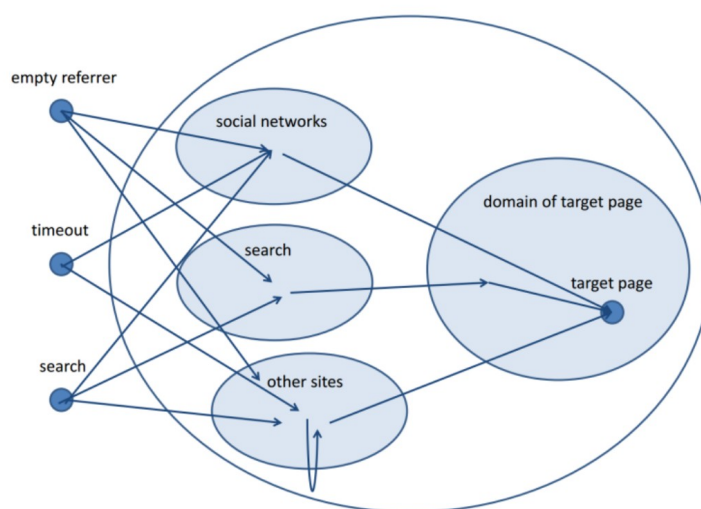 empty referrer
social networks
domain of target page
timeout
search
target page
search
other sites